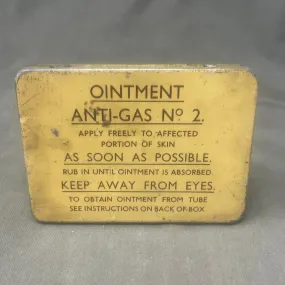 OINTMENT
ANTI-GAS Nº 2.
APPLY FREELY TO AFFECTED
PORTION OF SKIN
AS SOON AS POSSIBLE.
RUB IN UNTIL OINTMENT IS ABSORBED.
KEEP AWAY FROM EYES.
TO OBTAIN OINTMENT FROM TUBE
SEE INSTRUCTIONS ON BACK OF BOX